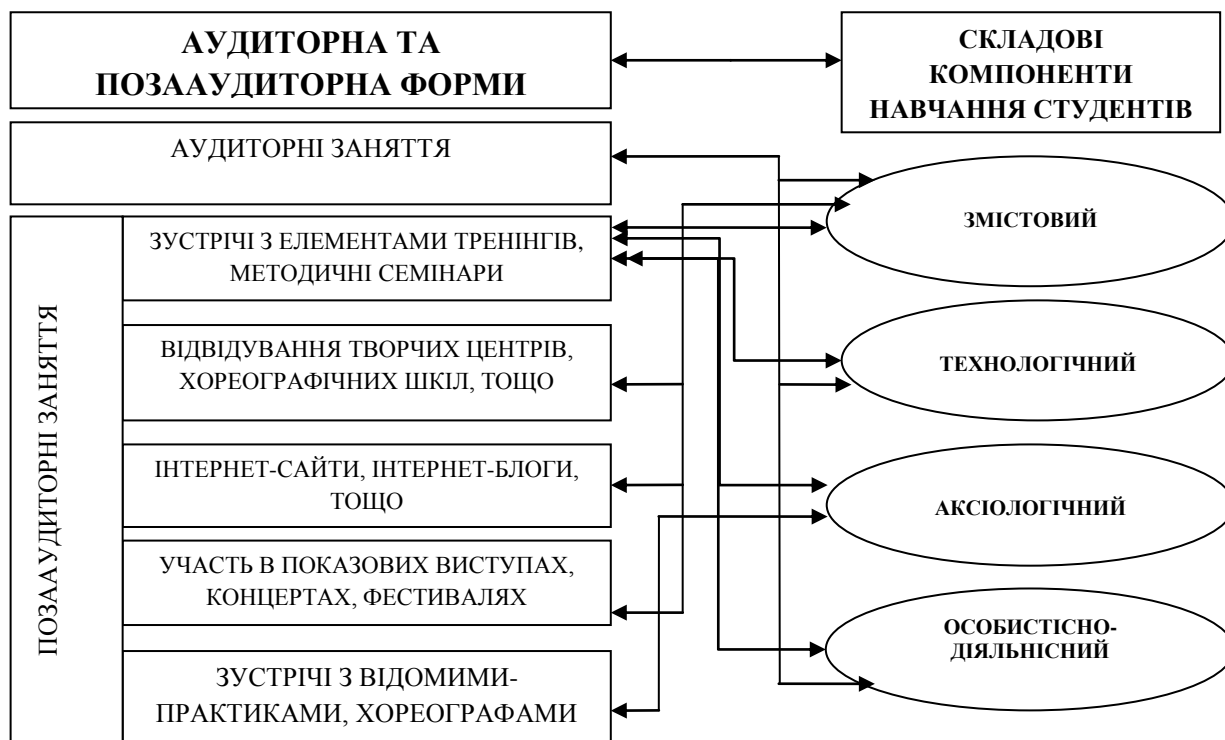 АУДИТОРНА ТА
ПОЗААУДИТОРНА ФОРМИ
СКЛАДОВІ
КОМПОНЕНТИ
НАВЧАННЯ СТУДЕНТІВ
АУДИТОРНІ ЗАНЯТТЯ
ПОЗААУДИТОРНІ ЗАНЯТТЯ
ЗУСТРІЧІ З ЕЛЕМЕНТАМИ ТРЕНІНГІВ,
МЕТОДИЧНІ СЕМІНАРИ
ВІДВІДУВАННЯ ТВОРЧИХ ЦЕНТРІВ,
ХОРЕОГРАФІЧНИХ ШКІЛ, ТОЩО
ІНТЕРНЕТ-САЙТИ, ІНТЕРНЕТ-БЛОГИ,
ТОЩО
УЧАСТЬ В ПОКАЗОВИХ ВИСТУПАХ,
КОНЦЕРТАХ, ФЕСТИВАЛЯХ
ЗУСТРІЧІ З ВІДОМИМИ-
ПРАКТИКАМИ, ХОРЕОГРАФАМИ
ЗМІСТОВИЙ
ТЕХНОЛОГІЧНИЙ
АКСІОЛОГІЧНИЙ
ОСОБИСТІСНО-
ДІЯЛЬНІСНИЙ